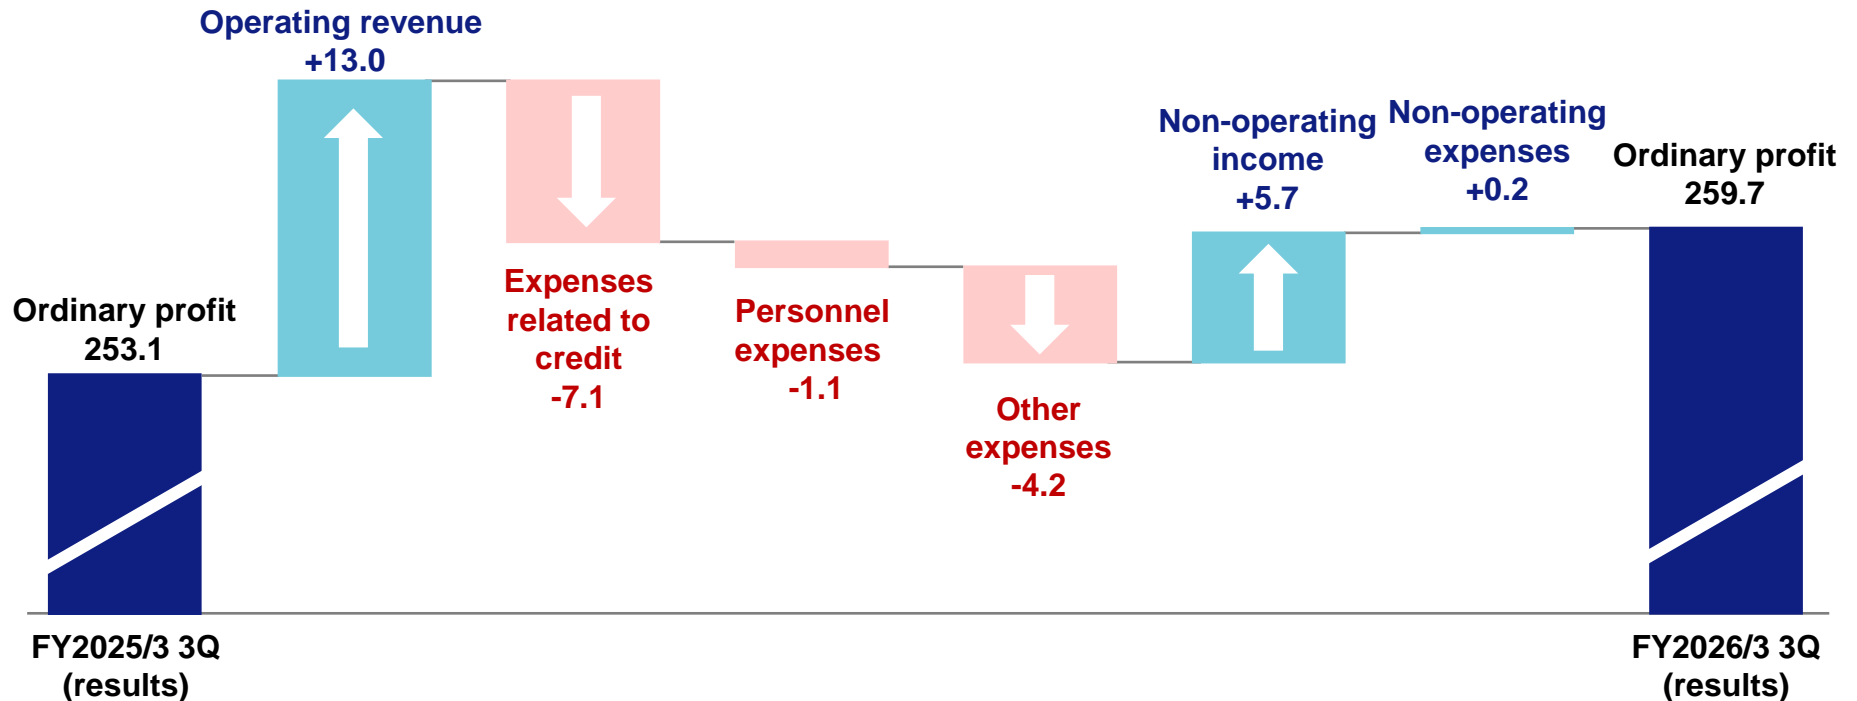 Operating revenue
+13.0
Non-operating
income
+5.7
Non-operating
expenses
+0.2
Ordinary profit
259.7
Expenses
related to
credit
-7.1
Personnel
expenses
-1.1
Other
expenses
-4.2
Ordinary profit
253.1
FY2025/3 3Q
(results)
FY2026/3 3Q
(results)